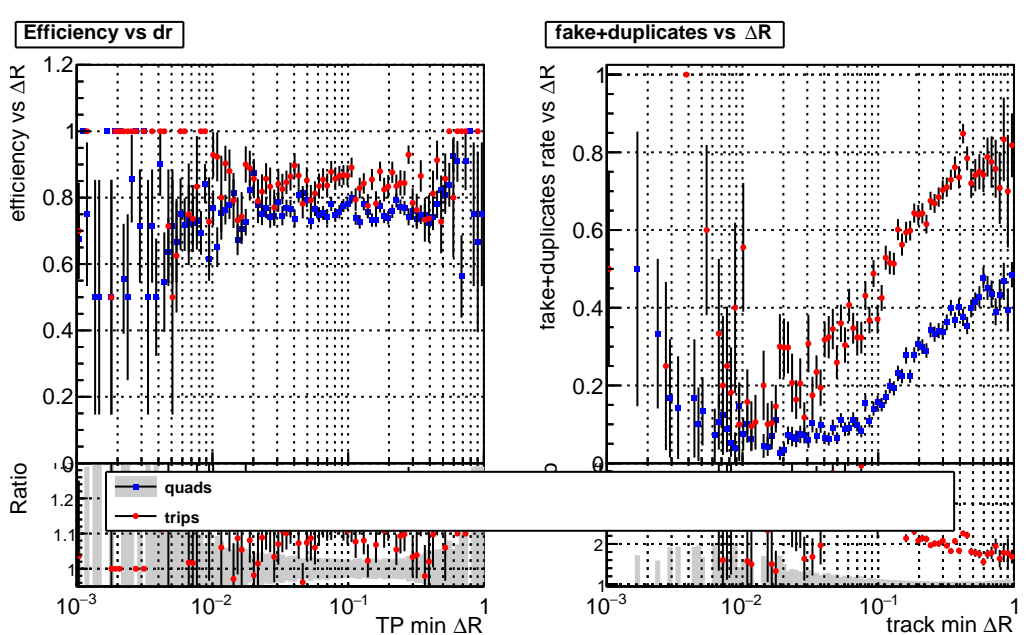 Efficiency vs dr
fake+duplicates vs ΔR
efficiency vs ΔR
1.2
1
0.8
0.6
0.4
0.2
0
fake+duplicates rate vs ΔR
1
0.8
0.6
0.4
0.2
0
Ratio
1.2
1.1
1
2
1
quads
trips
10⁻³
10⁻²
10⁻¹
1
TP min ΔR
10⁻³
10⁻²
10⁻¹
1
track min ΔR